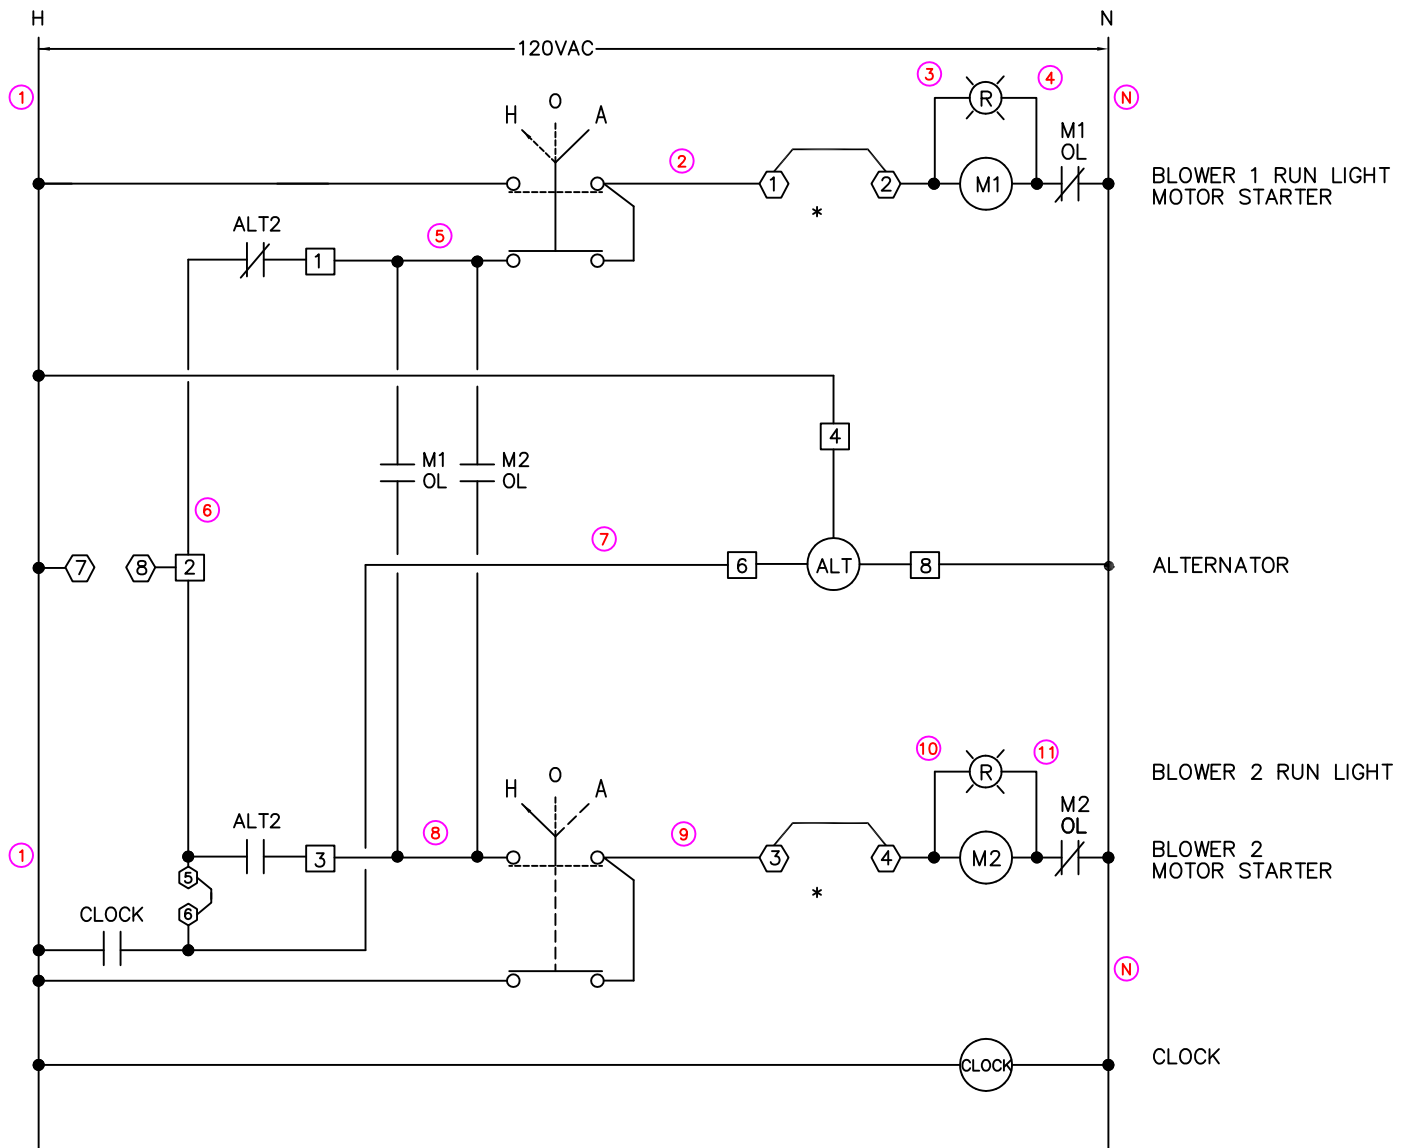 H
N
120VAC
1
3
R
4
N
H
O
A
M1
OL
2
1
2
M1
*
BLOWER 1 RUN LIGHT
MOTOR STARTER
ALT2
5
1
4
M1
OL
M2
OL
6
7
7
8
2
6
ALT
8
ALTERNATOR
10
R
11
BLOWER 2 RUN LIGHT
H
O
A
M2
OL
1
ALT2
8
3
9
3
4
M2
*
BLOWER 2
MOTOR STARTER
5
6
CLOCK
N
CLOCK
CLOCK